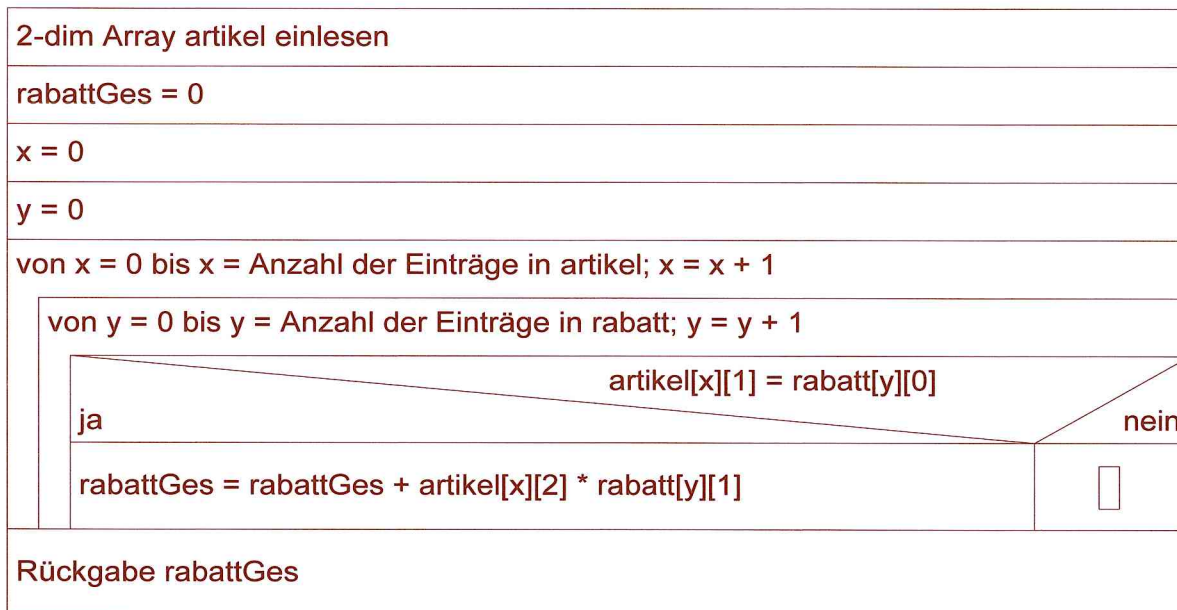 2-dim Array artikel einlesen
rabattGes = 0
x = 0
y = 0
von x = 0 bis x = Anzahl der Einträge in artikel; x = x + 1
von y = 0 bis y = Anzahl der Einträge in rabatt; y = y + 1
artikel[x][1] = rabatt[y][0]
ja
nein
rabattGes = rabattGes + artikel[x][2] * rabatt[y][1]
Rückgabe rabattGes